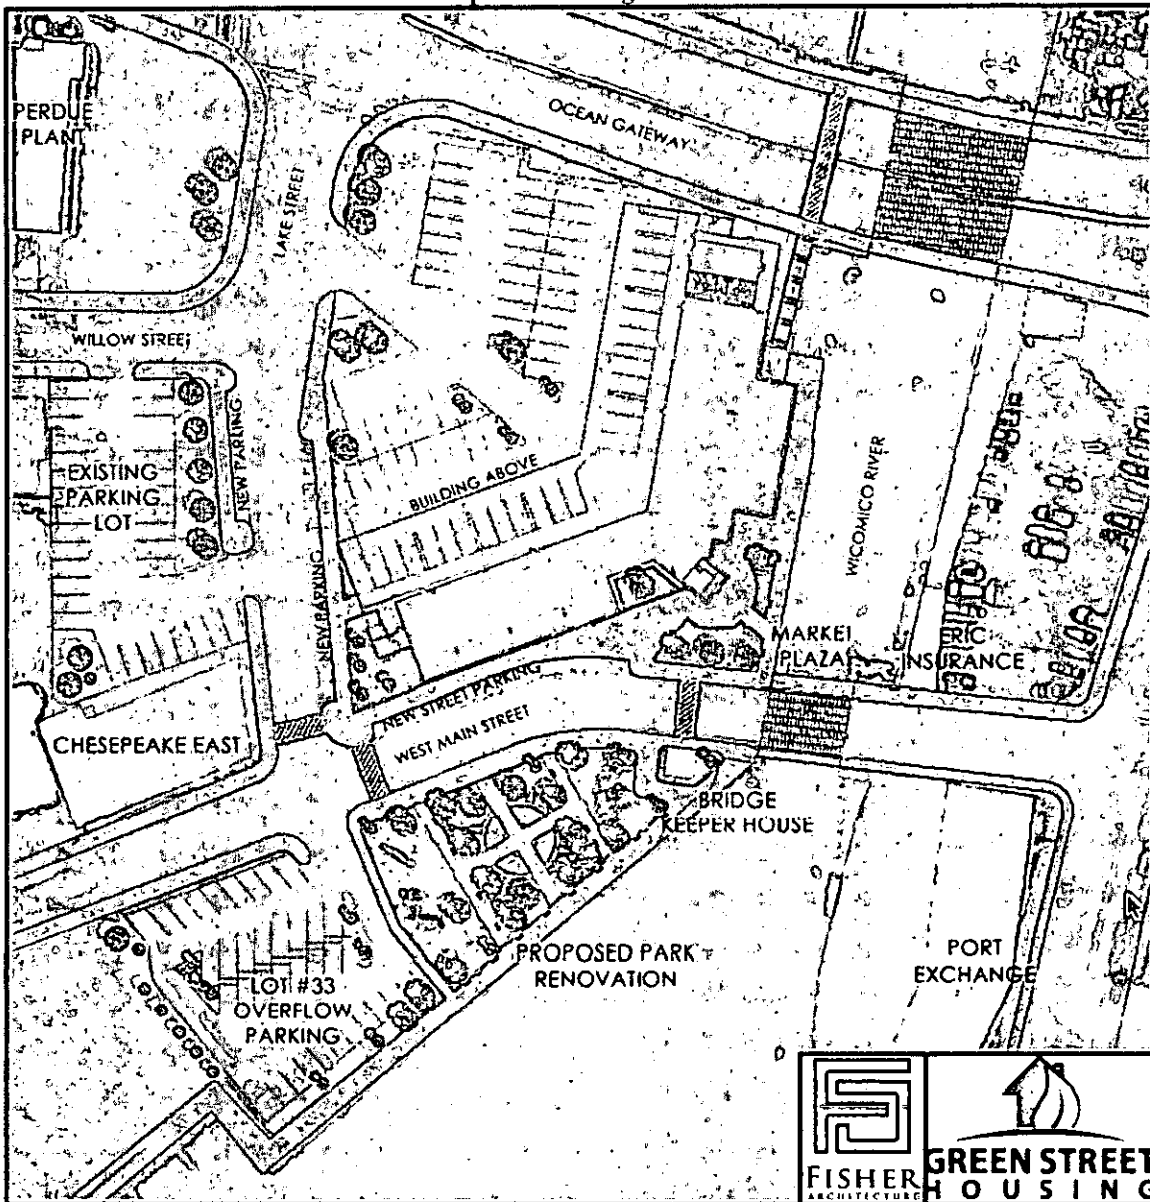 PERDUE
PLANT
OCEAN GATEWAY
LAKE STREET
WILLOW STREET
NEW PARKING
EXISTING
PARKING
LOT
BUILDING ABOVE
WICOMICO RIVER
NEW PARKING
MARKET
PLAZA
ERIC
INSURANCE
NEW STREET PARKING
WEST MAIN STREET
CHESEPEAKE EAST
BRIDGE
KEEPER HOUSE
PROPOSED PARK
RENOVATION
PORT
EXCHANGE
LOT #33
OVERFLOW
PARKING
FISHER
ARCHITECTURE
GREEN STREET
HOUSING